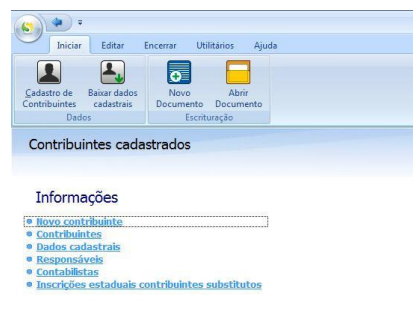 Iniciar Editar Encerrar Utilitários Ajuda
Cadastro de Contribuintes
Baixar dados cadastrais
Novo Documento
Abrir Documento
Dados
Escrituração
Contribuintes cadastrados
Informações
Novo contribuinte
Contribuintes
Dados cadastrais
Responsáveis
Contabilistas
Inscrições estaduais contribuintes substitutos